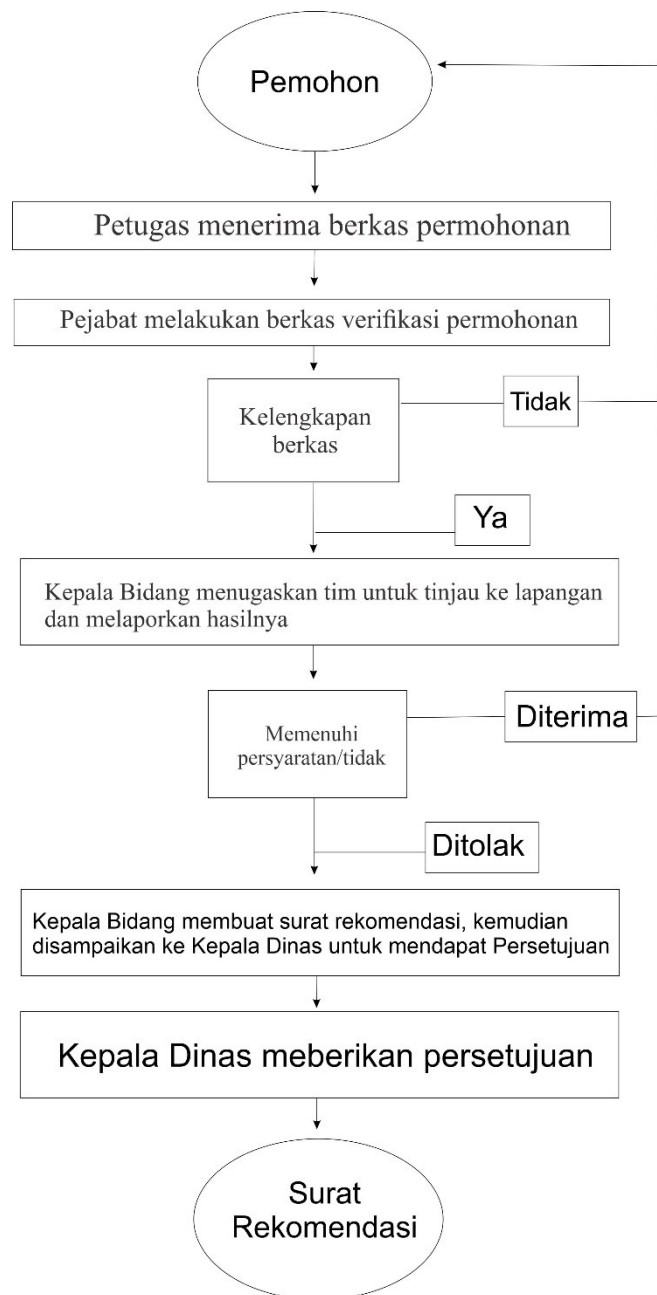 Pemohon
Petugas menerima berkas permohonan
Pejabat melakukan berkas verifikasi permohonan
Kelengkapan
berkas
Tidak
Ya
Kepala Bidang menugaskan tim untuk tinjau ke lapangan
dan melaporkan hasilnya
Memenuhi
persyaratan/tidak
Diterima
Ditolak
Kepala Bidang membuat surat rekomendasi, kemudian
disampaikan ke Kepala Dinas untuk mendapat Persetujuan
Kepala Dinas meberikan persetujuan
Surat
Rekomendasi